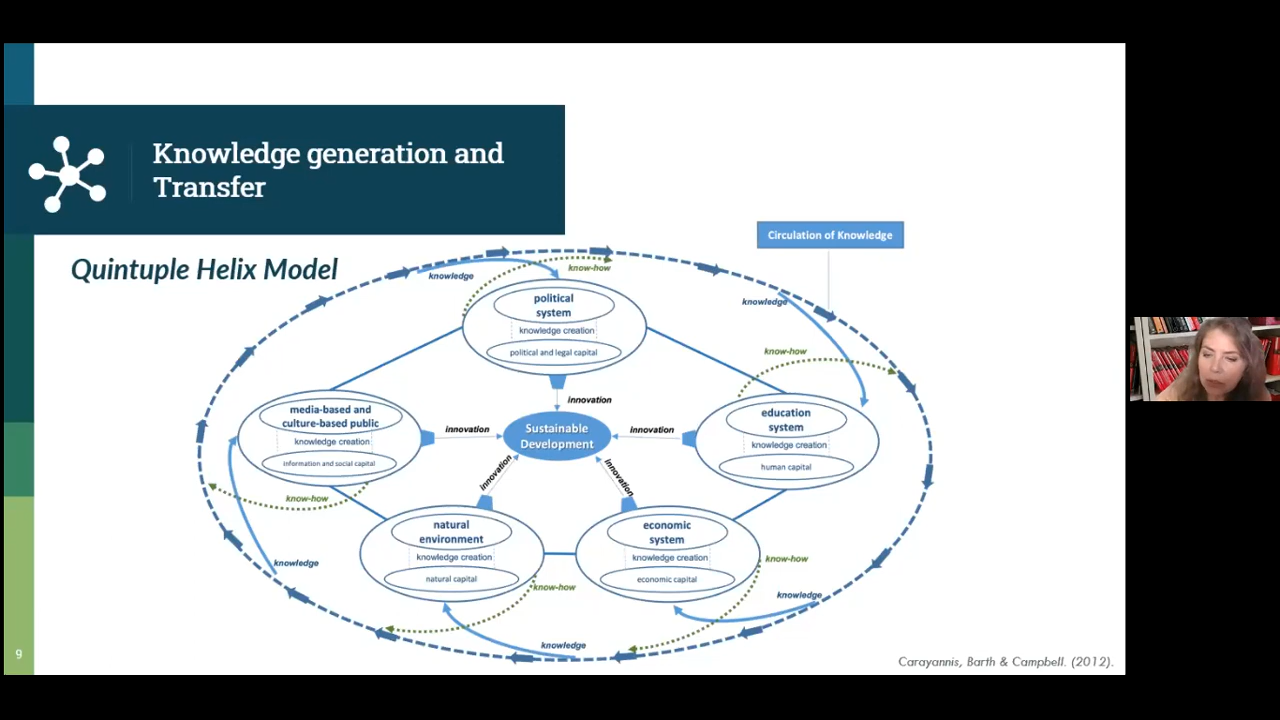 Knowledge generation and
Transfer
Circulation of Knowledge
Quintuple Helix Model
knowledge
know-how
political
system
knowledge creation
political and legal capital
knowledge
know-how
innovation
media-based and
culture-based public
knowledge creation
information and social capital
innovation
Sustainable
Development
innovation
education
system
knowledge creation
human capital
know-how
innovation
innovation
natural
environment
knowledge creation
natural capital
economic
system
knowledge creation
economic capital
know-how
knowledge
know-how
knowledge
knowledge
9
Carayannis, Barth & Campbell. (2012).